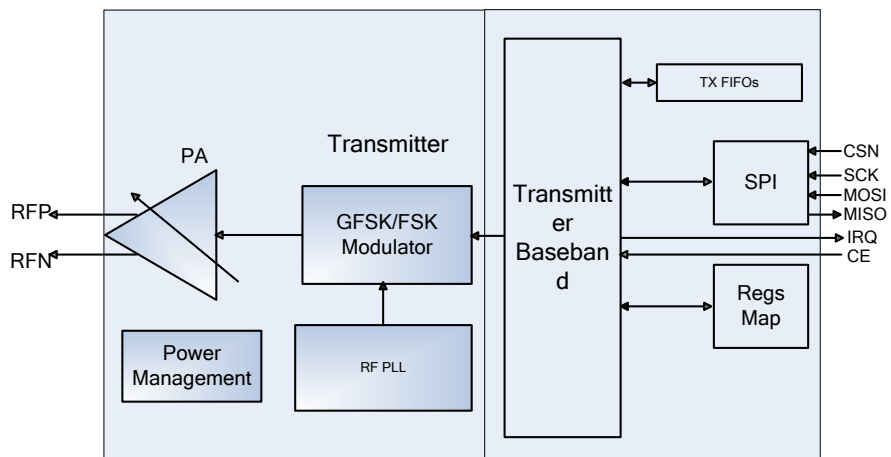 PA
Transmitter
RFP
RFN
GFSK/FSK
Modulator
Power
Management
RF PLL
Transmitt
er
Baseban
d
TX FIFOs
SPI
CSN
SCK
MOSI
MISO
IRQ
CE
Regs
Map